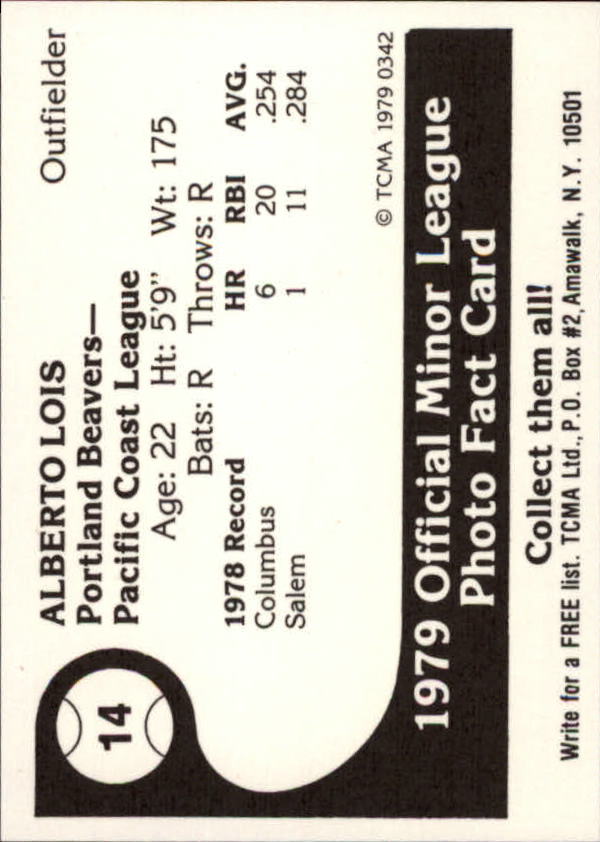 14
ALBERTO LOIS Outfielder
Portland Beavers—
Pacific Coast League
Age: 22 Ht: 5'9" Wt: 175
Bats: R Throws: R
1978 Record HR RBI AVG.
Columbus 6 20 .254
Salem 1 11 .284
© TCMA 1979 0342
1979 Official Minor League
Photo Fact Card
Collect them all!
Write for a FREE list. TCMA Ltd., P.O. Box #2, Amawalk, N.Y. 10501